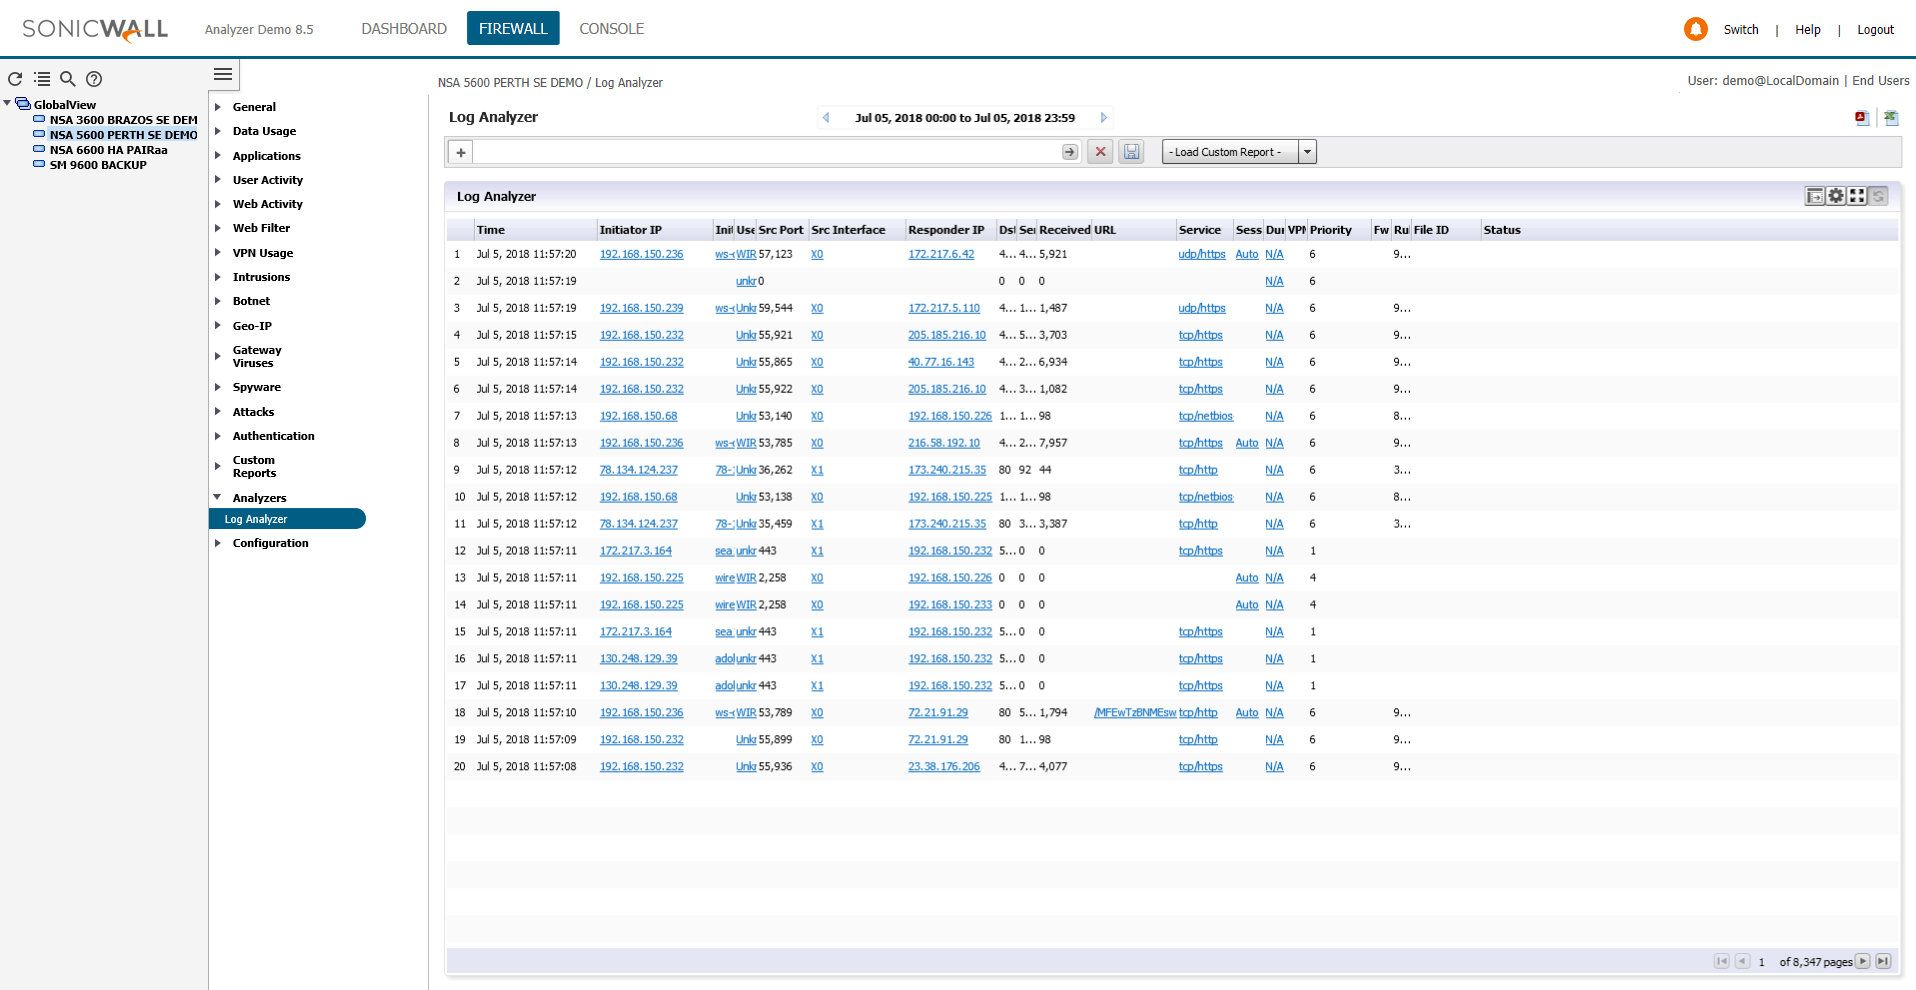 SONICWALL Analyzer Demo 8.5 DASHBOARD FIREWALL CONSOLE Switch | Help | Logout
NSA 5600 PERTH SE DEMO / Log Analyzer User: demo@LocalDomain | End Users
GlobalView
NSA 3600 BRAZOS SE DEM
NSA 5600 PERTH SE DEMO
NSA 6600 HA PAIRaa
SM 9600 BACKUP
General
Data Usage
Applications
User Activity
Web Activity
Web Filter
VPN Usage
Intrusions
Botnet
Geo-IP
Gateway
Viruses
Spyware
Attacks
Authentication
Custom
Reports
Analyzers
Log Analyzer
Configuration
Log Analyzer Jul 05, 2018 00:00 to Jul 05, 2018 23:59
+ - Load Custom Report -
Log Analyzer
Time Initiator IP Init Use Src Port Src Interface Responder IP Dst Ser Received URL Service Sess Dur VPN Priority Fw Ru File ID Status
1 Jul 5, 2018 11:57:20 192.168.150.236 ws- WIR 57,123 X0 172.217.6.42 4... 4... 5,921 udp/https Auto N/A 6 9...
2 Jul 5, 2018 11:57:19 unkr 0 0 0 0 N/A 6
3 Jul 5, 2018 11:57:19 192.168.150.239 ws- Unkr 59,544 X0 172.217.5.110 4... 1... 1,487 udp/https N/A 6 9...
4 Jul 5, 2018 11:57:15 192.168.150.232 Unkr 55,921 X0 205.185.216.10 4... 5... 3,703 tcp/https N/A 6 9...
5 Jul 5, 2018 11:57:14 192.168.150.232 Unkr 55,865 X0 40.77.16.143 4... 2... 6,934 tcp/https N/A 6 9...
6 Jul 5, 2018 11:57:14 192.168.150.232 Unkr 55,922 X0 205.185.216.10 4... 3... 1,082 tcp/https N/A 6 9...
7 Jul 5, 2018 11:57:13 192.168.150.68 Unkr 53,140 X0 192.168.150.226 1... 1... 98 tcp/netbios N/A 6 8...
8 Jul 5, 2018 11:57:13 192.168.150.236 ws- WIR 53,785 X0 216.58.192.10 4... 2... 7,957 tcp/https Auto N/A 6 9...
9 Jul 5, 2018 11:57:12 78.134.124.237 78- Unkr 36,262 X1 173.240.215.35 80 92 44 tcp/http N/A 6 3...
10 Jul 5, 2018 11:57:12 192.168.150.68 Unkr 53,138 X0 192.168.150.225 1... 1... 98 tcp/netbios N/A 6 8...
11 Jul 5, 2018 11:57:12 78.134.124.237 78- Unkr 35,459 X1 173.240.215.35 80 3... 3,387 tcp/http N/A 6 3...
12 Jul 5, 2018 11:57:11 172.217.3.164 sea unkr 443 X1 192.168.150.232 5... 0 0 tcp/https N/A 1
13 Jul 5, 2018 11:57:11 192.168.150.225 wire WIR 2,258 X0 192.168.150.226 0 0 0 Auto N/A 4
14 Jul 5, 2018 11:57:11 192.168.150.225 wire WIR 2,258 X0 192.168.150.233 0 0 0 Auto N/A 4
15 Jul 5, 2018 11:57:11 172.217.3.164 sea unkr 443 X1 192.168.150.232 5... 0 0 tcp/https N/A 1
16 Jul 5, 2018 11:57:11 130.248.129.39 adol unkr 443 X1 192.168.150.232 5... 0 0 tcp/https N/A 1
17 Jul 5, 2018 11:57:11 130.248.129.39 adol unkr 443 X1 192.168.150.232 5... 0 0 tcp/https N/A 1
18 Jul 5, 2018 11:57:10 192.168.150.236 ws- WIR 53,789 X0 72.21.91.29 80 5... 1,794 /MFEwTzBNMEsw tcp/http Auto N/A 6 9...
19 Jul 5, 2018 11:57:09 192.168.150.232 Unkr 55,899 X0 72.21.91.29 80 1... 98 tcp/http N/A 6 9...
20 Jul 5, 2018 11:57:08 192.168.150.232 Unkr 55,936 X0 23.38.176.206 4... 7... 4,077 tcp/https N/A 6 9...
1 of 8,347 pages